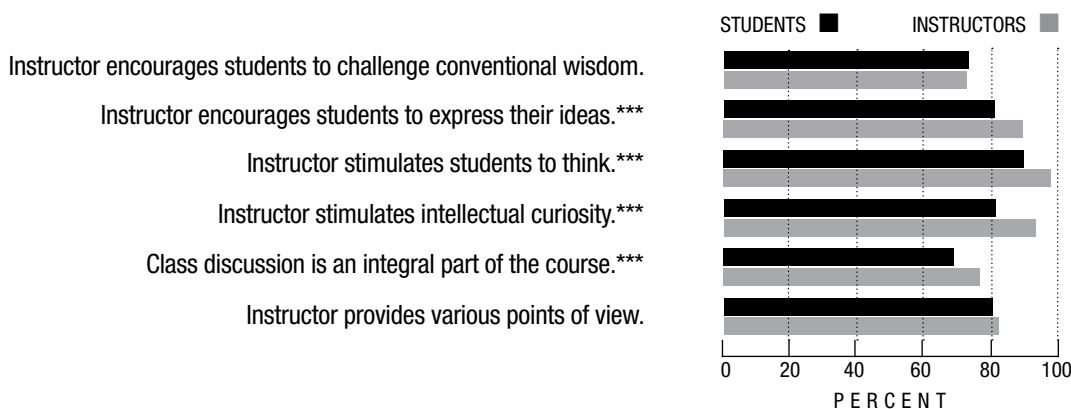 STUDENTS INSTRUCTORS
Instructor encourages students to challenge conventional wisdom.
Instructor encourages students to express their ideas.***
Instructor stimulates students to think.***
Instructor stimulates intellectual curiosity.***
Class discussion is an integral part of the course.***
Instructor provides various points of view.
0 20 40 60 80 100
PERCENT